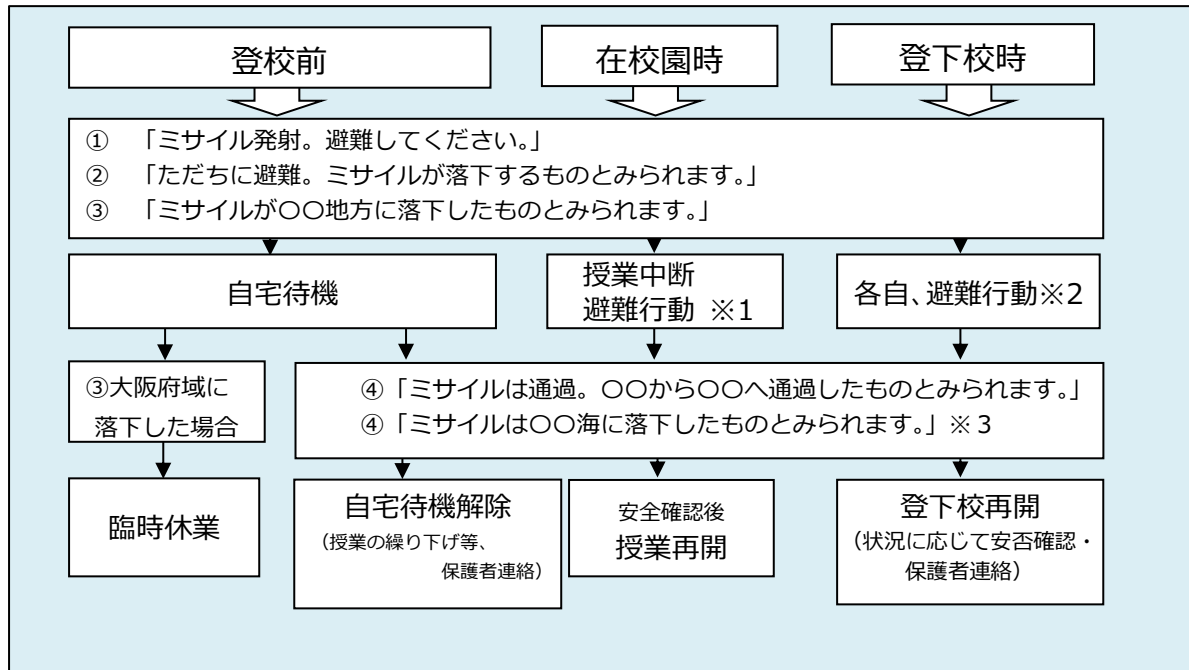 登校前
在校園時
登下校時
① 「ミサイル発射。避難してください。」
② 「ただちに避難。ミサイルが落下するものとみられます。」
③ 「ミサイルが〇〇地方に落下したものとみられます。」
自宅待機
授業中断
避難行動 ※1
各自、避難行動※2
③大阪府域に
落下した場合
④「ミサイルは通過。〇〇から〇〇へ通過したものとみられます。」
④「ミサイルは〇〇海に落下したものとみられます。」※３
臨時休業
自宅待機解除
（授業の繰り下げ等、
保護者連絡）
安全確認後
授業再開
登下校再開
（状況に応じて安否確認・
保護者連絡）